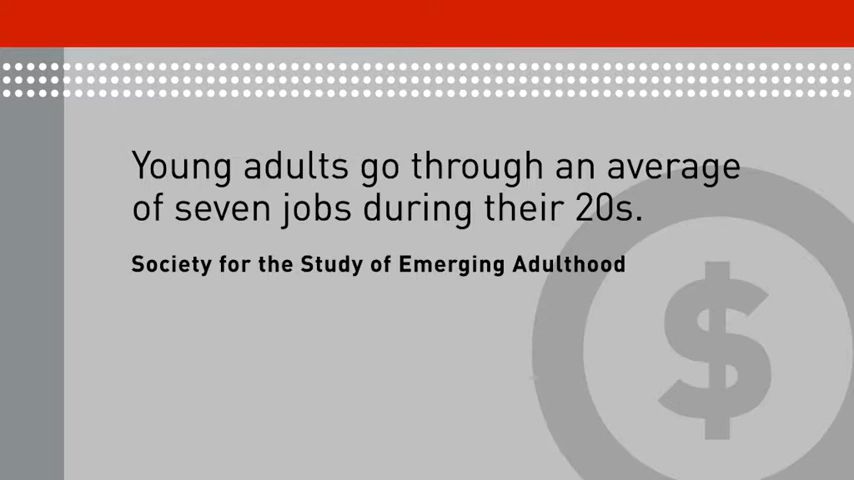 Young adults go through an average
of seven jobs during their 20s.
Society for the Study of Emerging Adulthood
$